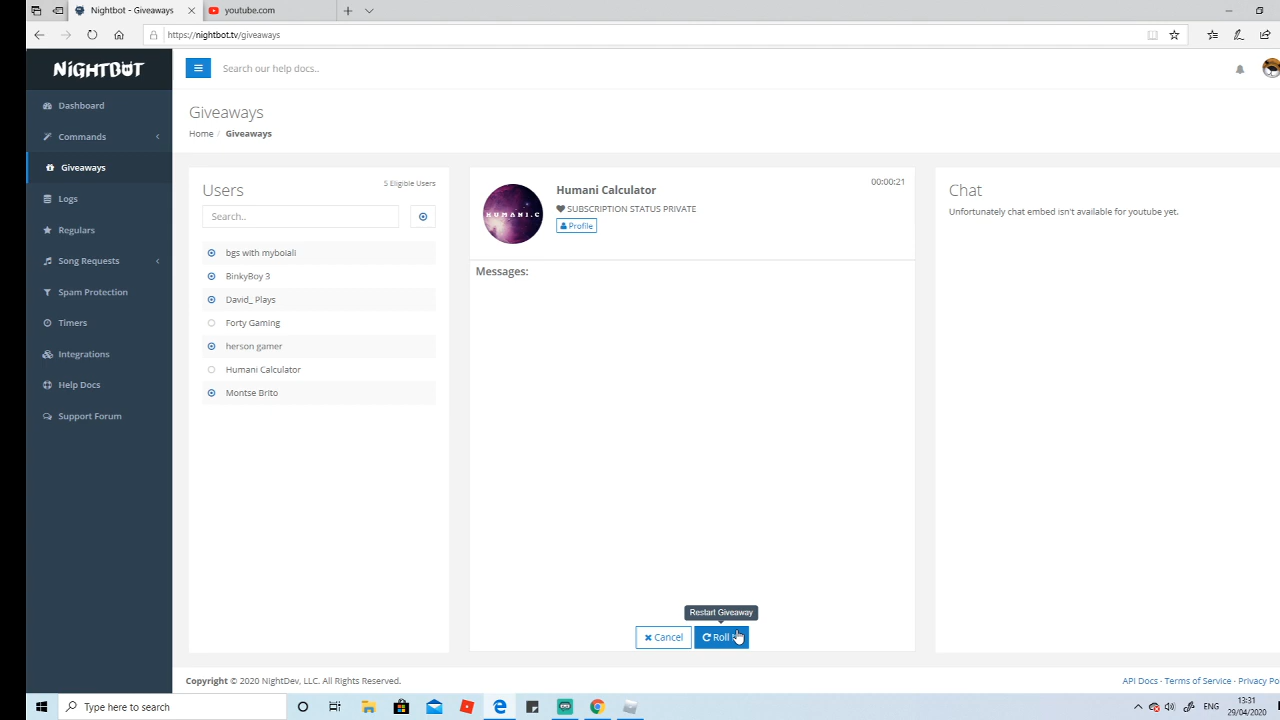 Nightbot - Giveaways
youtube.com
https://nightbot.tv/giveaways
NIGHTBOT
Search our help docs..
Dashboard
Commands
Giveaways
Logs
Regulars
Song Requests
Spam Protection
Timers
Integrations
Help Docs
Support Forum
Giveaways
Home / Giveaways
Users
5 Eligible Users
Search..
bgs with myboiali
BinkyBoy 3
David_ Plays
Forty Gaming
herson gamer
Humani Calculator
Montse Brito
HUMANI.C
Humani Calculator
SUBSCRIPTION STATUS PRIVATE
Profile
00:00:21
Messages:
Restart Giveaway
Cancel
Roll
Chat
Unfortunately chat embed isn't available for youtube yet.
Copyright © 2020 NightDev, LLC. All Rights Reserved.
API Docs - Terms of Service - Privacy Po
Type here to search
ENG
13:31
29/04/2020